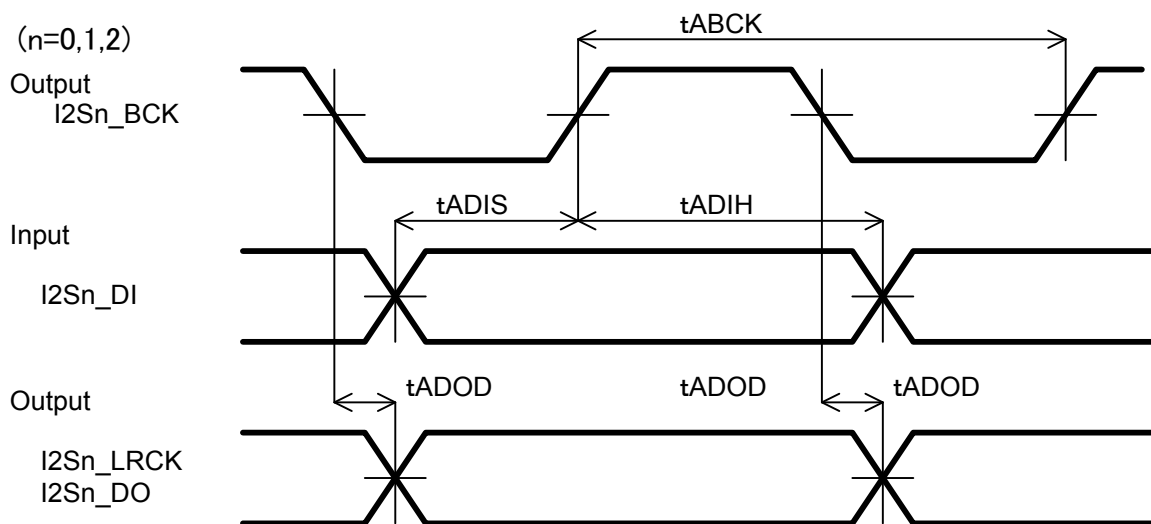 (n=0,1,2)
tABCK
Output
I2Sn_BCK
tADIS
tADIH
Input
I2Sn_DI
tADOD
tADOD
tADOD
Output
I2Sn_LRCK
I2Sn_DO